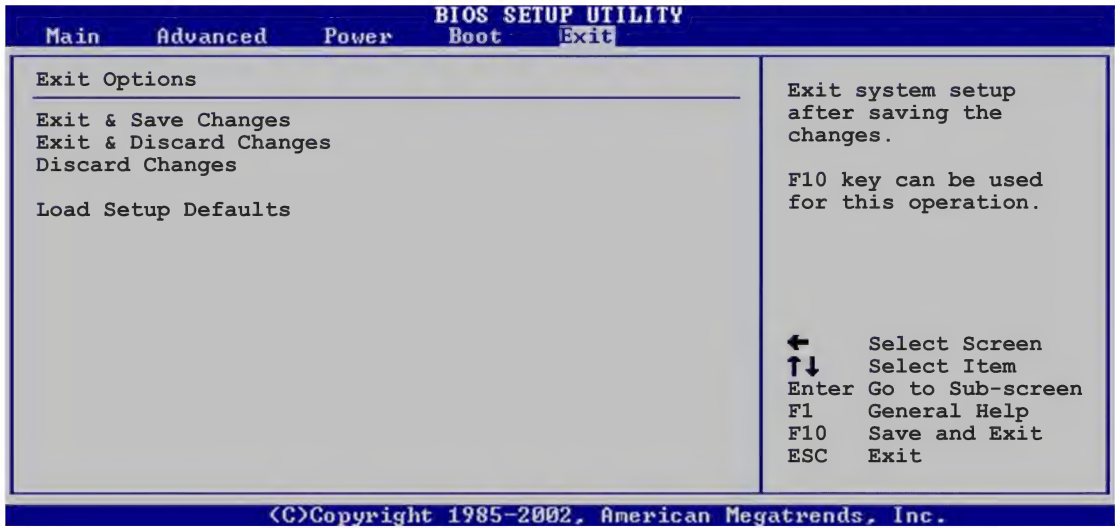 BIOS SETUP UTILITY
Main Advanced Power Boot Exit
Exit Options
Exit & Save Changes
Exit & Discard Changes
Discard Changes
Load Setup Defaults
Exit system setup
after saving the
changes.
F10 key can be used
for this operation.
← Select Screen
↑↓ Select Item
Enter Go to Sub-screen
F1 General Help
F10 Save and Exit
ESC Exit
(C)Copyright 1985-2002, American Megatrends, Inc.